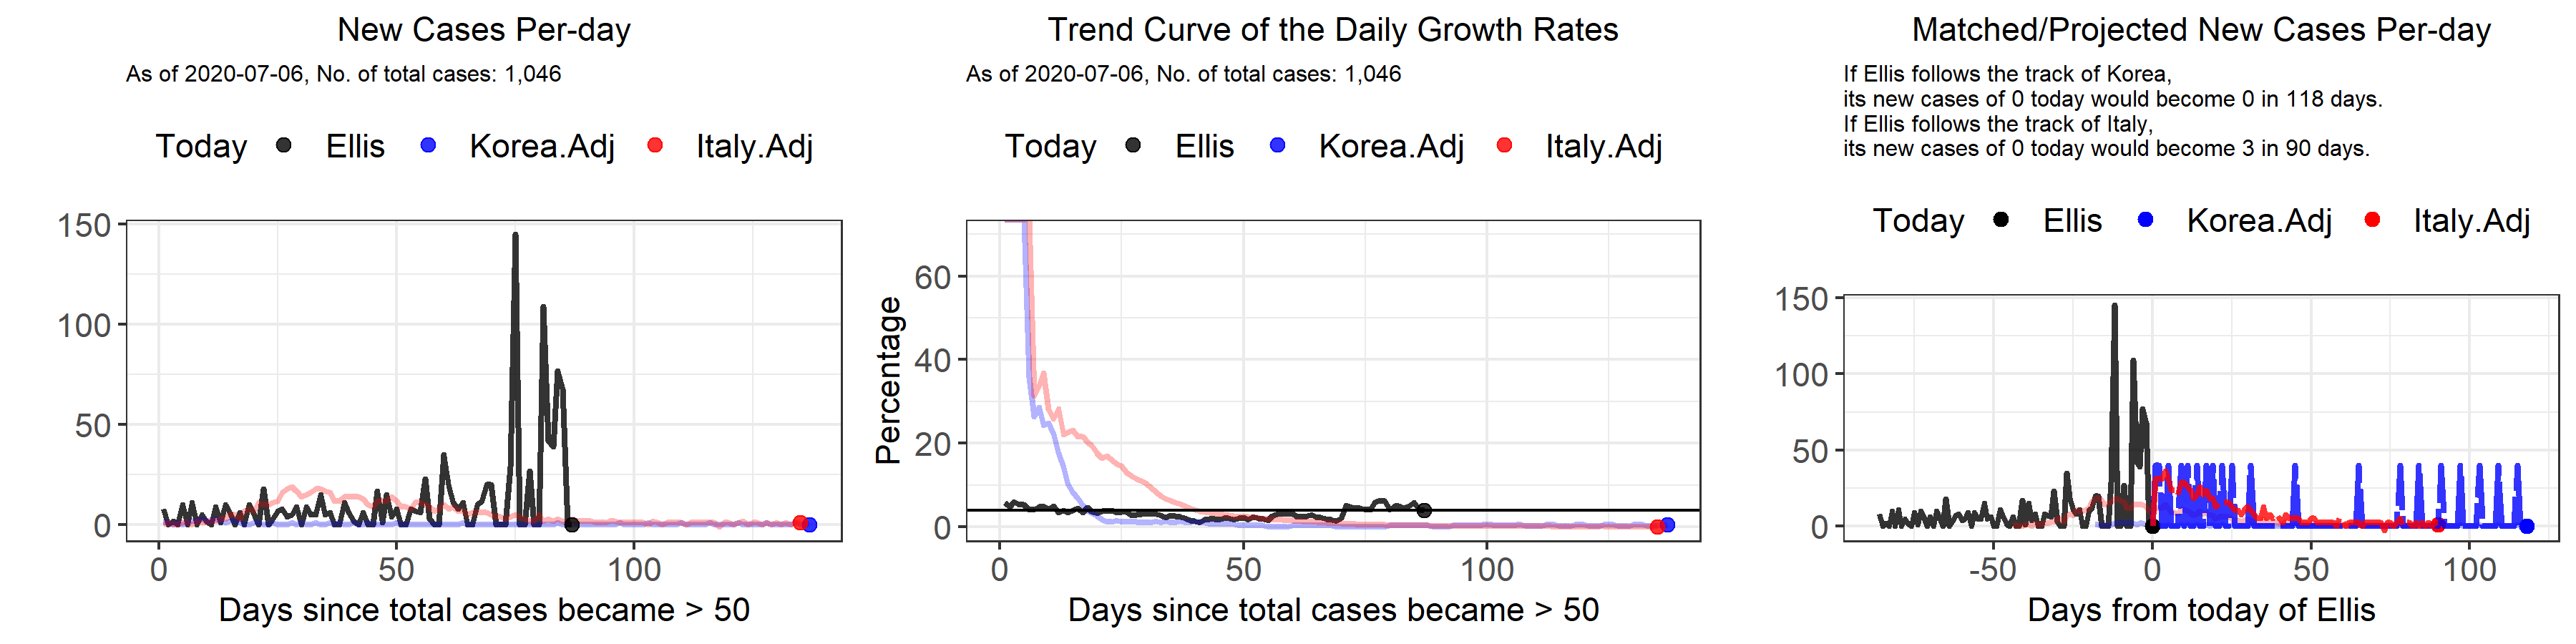 New Cases Per-day
As of 2020-07-06, No. of total cases: 1,046
Today Ellis Korea.Adj Italy.Adj
150
100
50
0
0 50 100
Days since total cases became > 50
Trend Curve of the Daily Growth Rates
As of 2020-07-06, No. of total cases: 1,046
Today Ellis Korea.Adj Italy.Adj
Percentage
60
40
20
0
0 50 100
Days since total cases became > 50
Matched/Projected New Cases Per-day
If Ellis follows the track of Korea,
its new cases of 0 today would become 0 in 118 days.
If Ellis follows the track of Italy,
its new cases of 0 today would become 3 in 90 days.
Today Ellis Korea.Adj Italy.Adj
150
100
50
0
-50 0 50 100
Days from today of Ellis